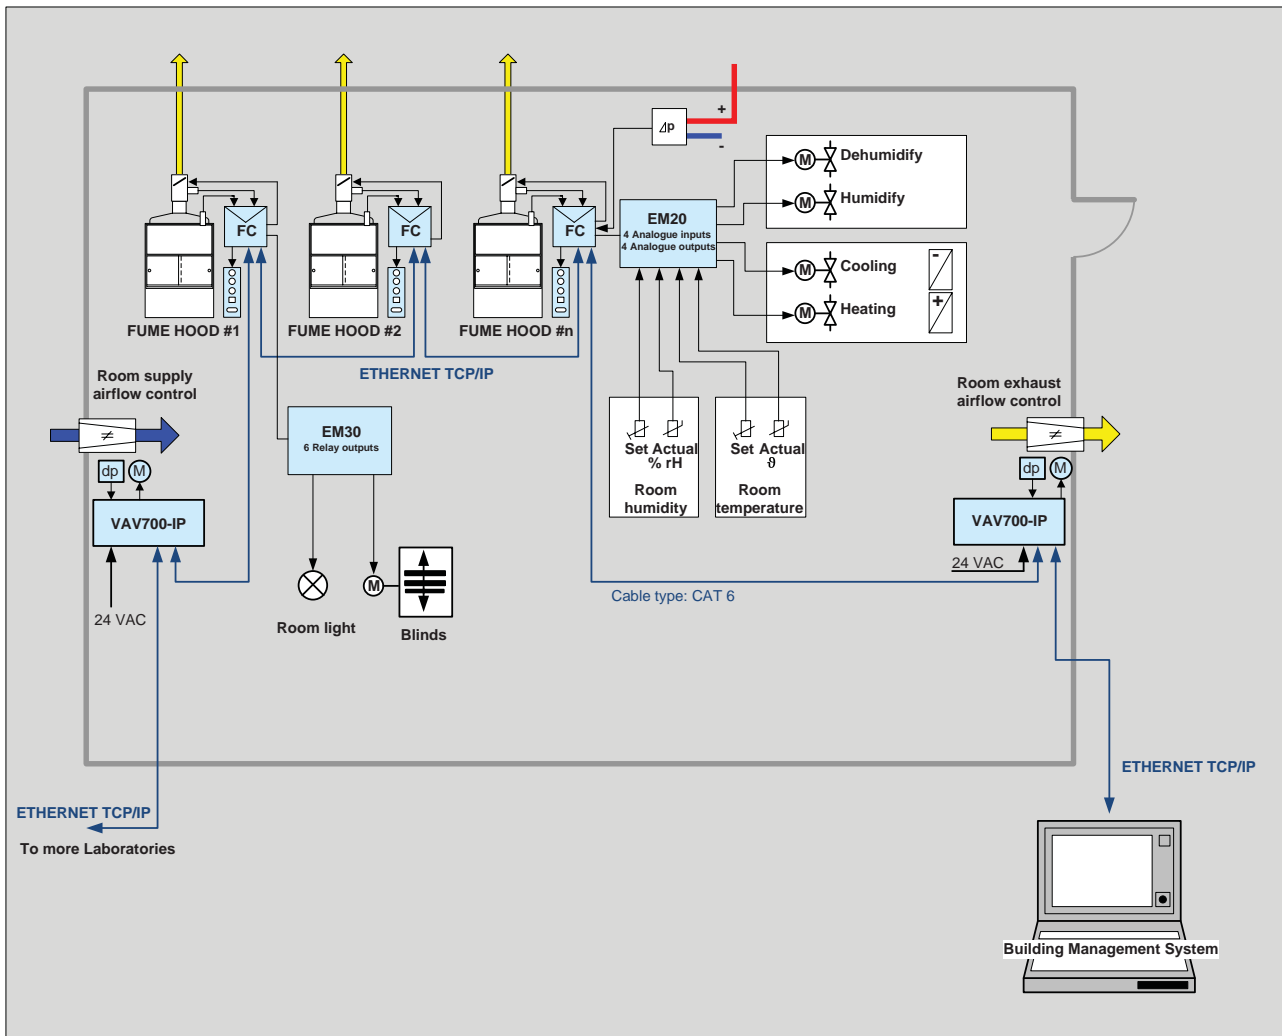 +
Δp
-
Dehumidify
M
Humidify
M
EM20
4 Analogue inputs
4 Analogue outputs
FC
FC
FC
Cooling
M
-
Heating
M
+
FUME HOOD #1
FUME HOOD #2
FUME HOOD #n
ETHERNET TCP/IP
Room supply
airflow control
≠
dp
M
VAV700-IP
24 VAC
EM30
6 Relay outputs
M
Room light
Blinds
Set Actual
% rH
Room
humidity
Set Actual
ϑ
Room
temperature
Room exhaust
airflow control
≠
dp
M
VAV700-IP
24 VAC
Cable type: CAT 6
ETHERNET TCP/IP
ETHERNET TCP/IP
To more Laboratories
Building Management System